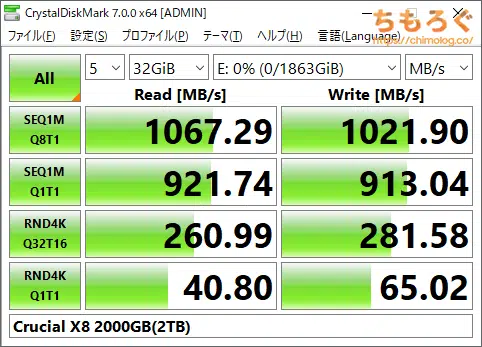 CrystalDiskMark 7.0.0 x64 [ADMIN]
ちもろぐ
https://chimolog.co/
ファイル(F) 設定(S) プロファイル(P) テーマ(T) ヘルプ(H) 言語(Language)
All 5 32GiB E: 0% (0/1863GiB) MB/s
Read [MB/s] Write [MB/s]
SEQ1M Q8T1 1067.29 1021.90
SEQ1M Q1T1 921.74 913.04
RND4K Q32T16 260.99 281.58
RND4K Q1T1 40.80 65.02
Crucial X8 2000GB(2TB)